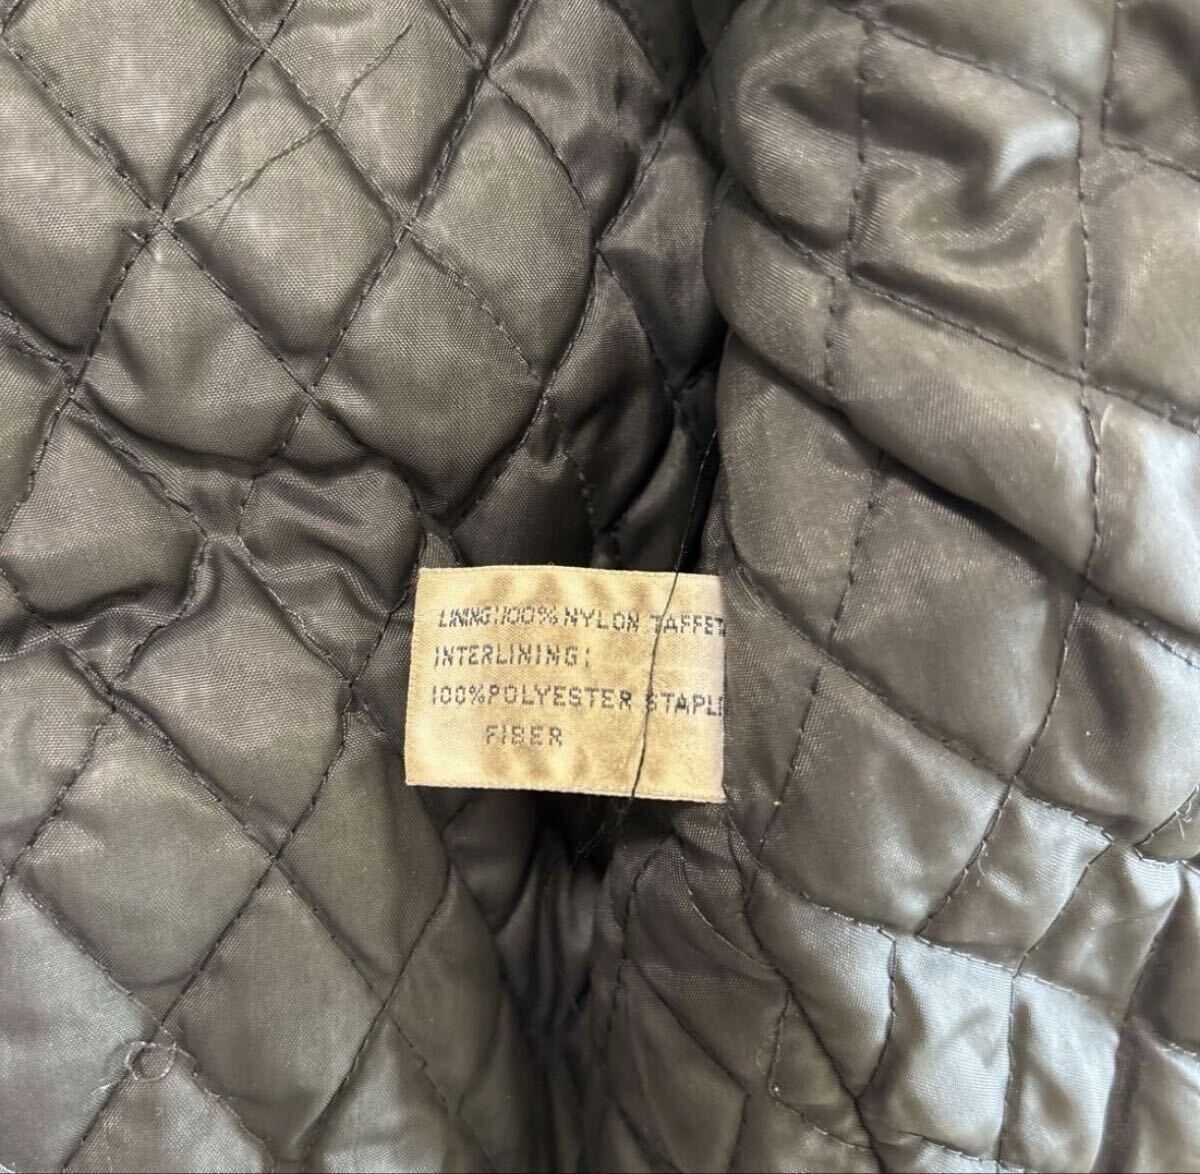 LINING:100% NYLON TAFFETA
INTERLINING:
100%POLYESTER STAPLE
FIBER